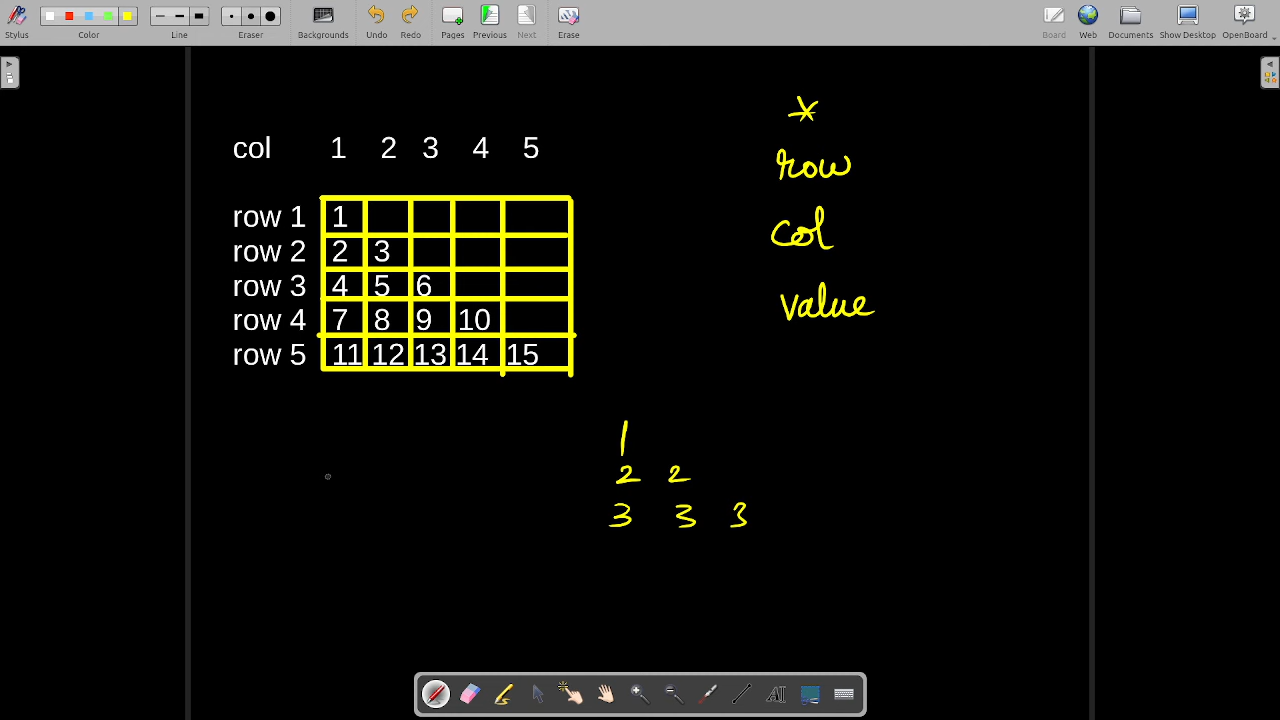 Stylus Color Line Eraser Backgrounds Undo Redo Pages Previous Next Erase Board Web Documents Show Desktop OpenBoard
*
col 1 2 3 4 5
row
row 1 1
col
row 2 2 3
row 3 4 5 6
value
row 4 7 8 9 10
row 5 11 12 13 14 15
1
2 2
3 3 3
AI